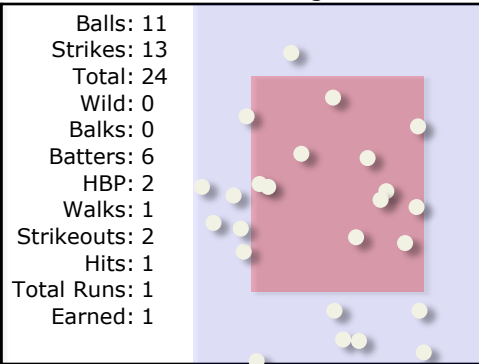 Balls: 11
Strikes: 13
Total: 24
Wild: 0
Balks: 0
Batters: 6
HBP: 2
Walks: 1
Strikeouts: 2
Hits: 1
Total Runs: 1
Earned: 1